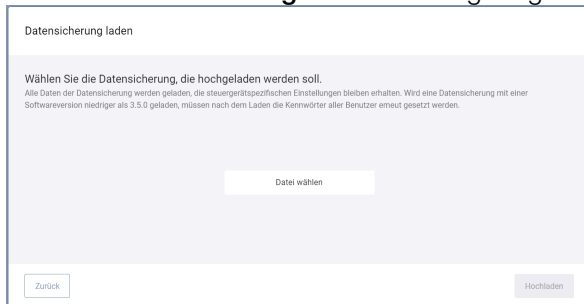 Datensicherung laden
Wählen Sie die Datensicherung, die hochgeladen werden soll.
Alle Daten der Datensicherung werden geladen, die steuergerätspezifischen Einstellungen bleiben erhalten. Wird eine Datensicherung mit einer
Softwareversion niedriger als 3.5.0 geladen, müssen nach dem Laden die Kennwörter aller Benutzer erneut gesetzt werden.
Datei wählen
Zurück
Hochladen